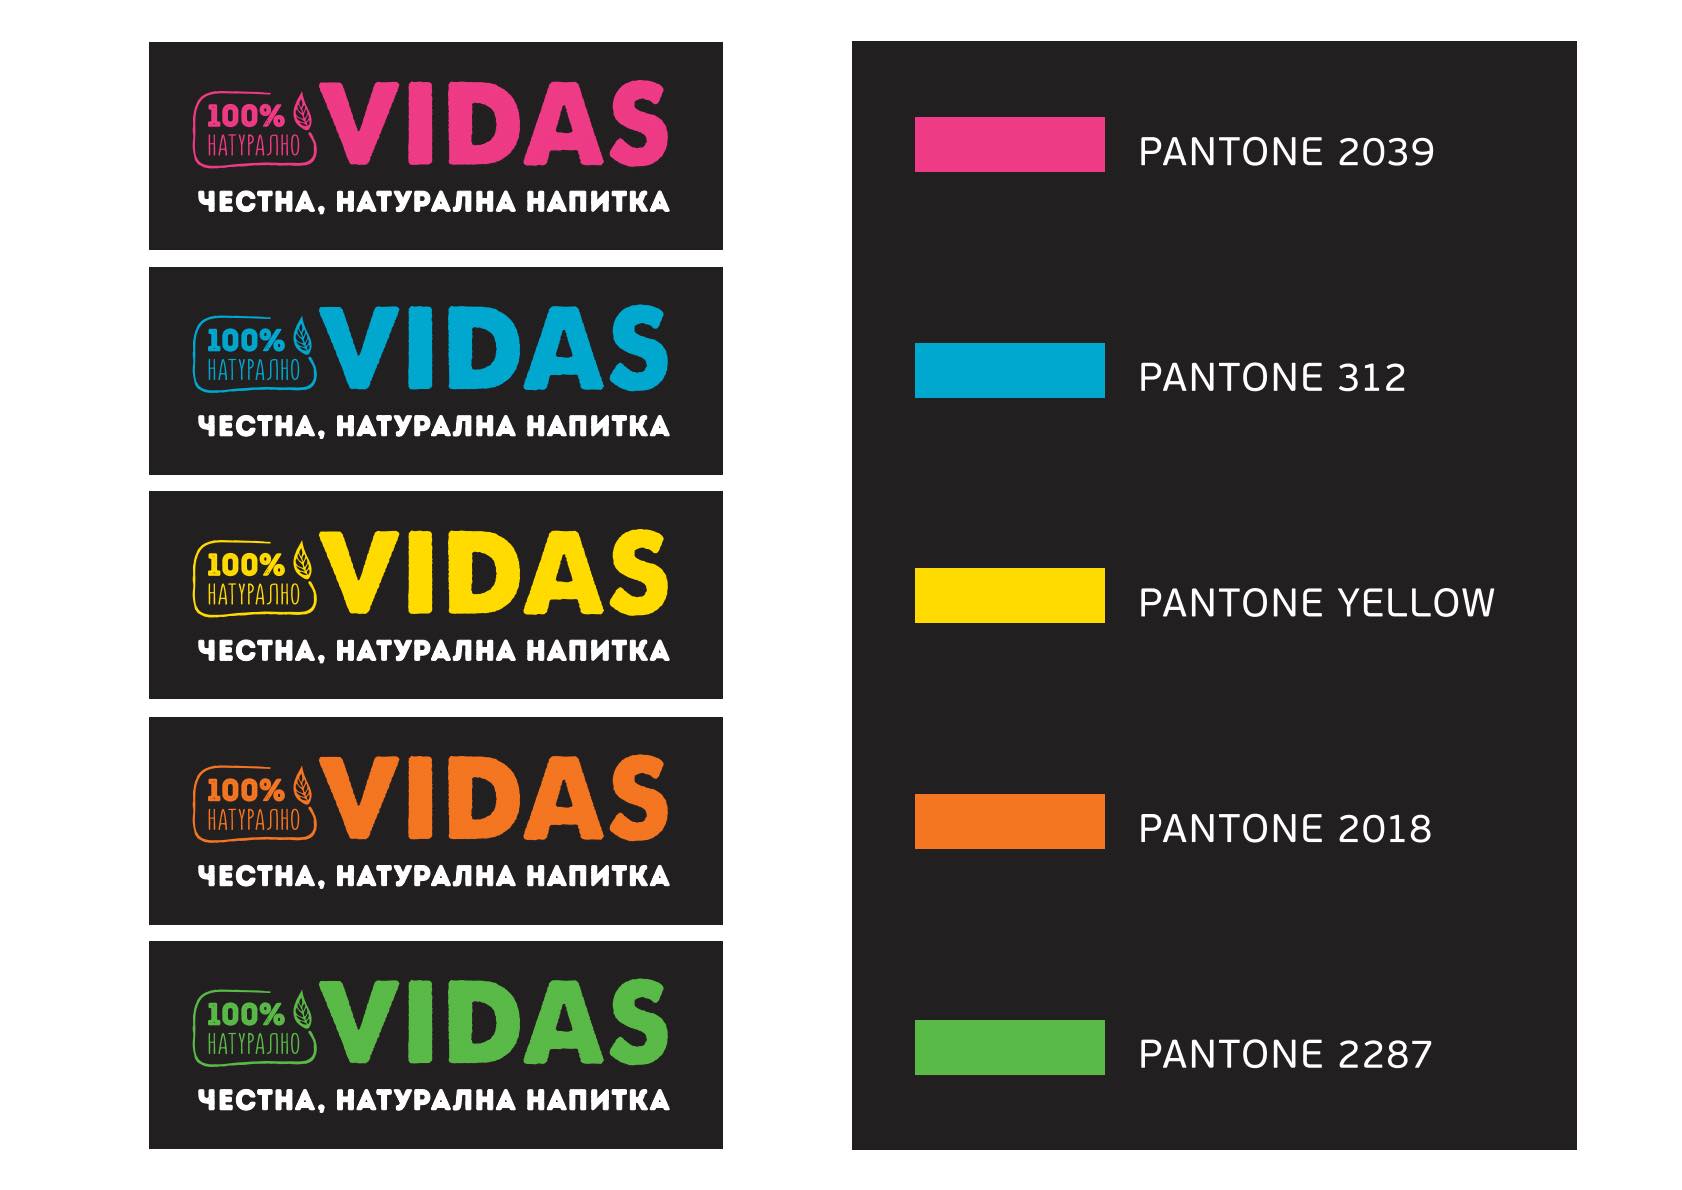 100%
НАТУРАЛНО
VIDAS
ЧЕСТНА, НАТУРАЛНА НАПИТКА
100%
НАТУРАЛНО
VIDAS
ЧЕСТНА, НАТУРАЛНА НАПИТКА
100%
НАТУРАЛНО
VIDAS
ЧЕСТНА, НАТУРАЛНА НАПИТКА
100%
НАТУРАЛНО
VIDAS
ЧЕСТНА, НАТУРАЛНА НАПИТКА
100%
НАТУРАЛНО
VIDAS
ЧЕСТНА, НАТУРАЛНА НАПИТКА
PANTONE 2039
PANTONE 312
PANTONE YELLOW
PANTONE 2018
PANTONE 2287